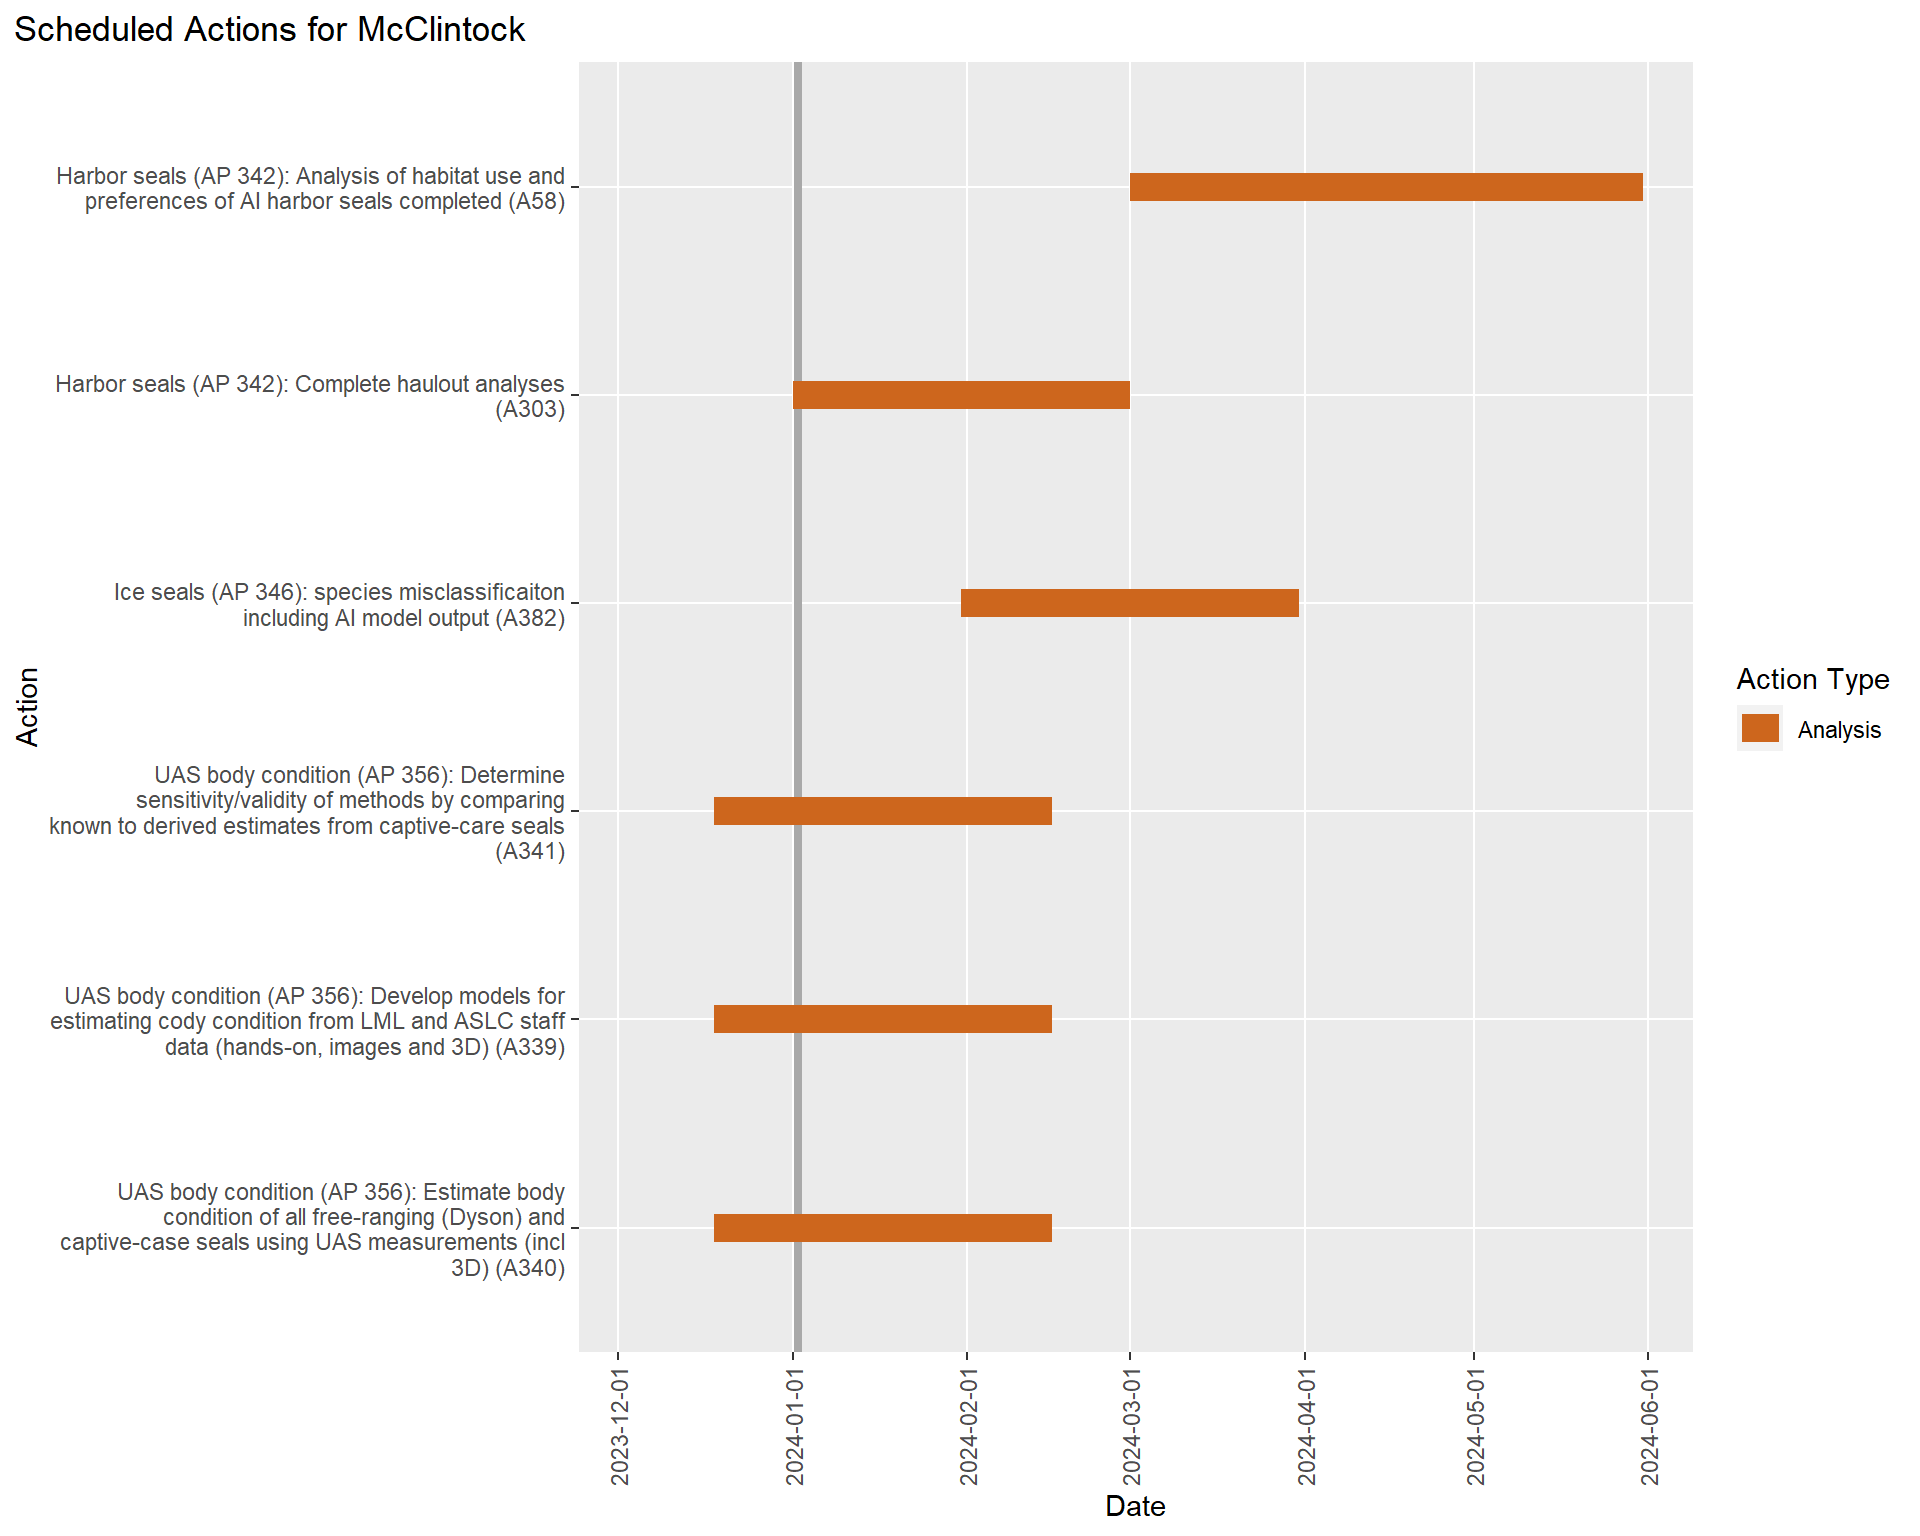 Scheduled Actions for McClintock
Harbor seals (AP 342): Analysis of habitat use and
preferences of AI harbor seals completed (A58)
Harbor seals (AP 342): Complete haulout analyses
(A303)
Ice seals (AP 346): species misclassificaiton
including AI model output (A382)
UAS body condition (AP 356): Determine
sensitivity/validity of methods by comparing
known to derived estimates from captive-care seals
(A341)
UAS body condition (AP 356): Develop models for
estimating cody condition from LML and ASLC staff
data (hands-on, images and 3D) (A339)
UAS body condition (AP 356): Estimate body
condition of all free-ranging (Dyson) and
captive-case seals using UAS measurements (incl
3D) (A340)
Action
2023-12-01
2024-01-01
2024-02-01
2024-03-01
2024-04-01
2024-05-01
2024-06-01
Date
Action Type
Analysis